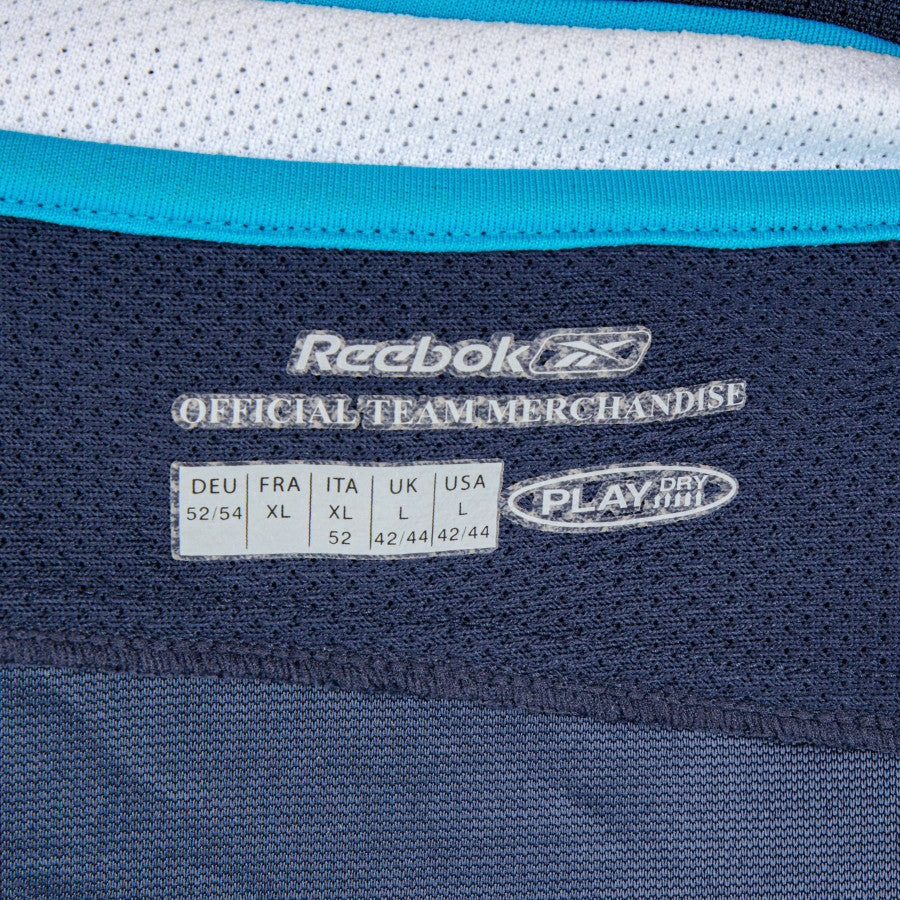 Reebok
OFFICIAL TEAM MERCHANDISE
DEU FRA ITA UK USA
52/54 XL XL L L
52 42/44 42/44
PLAY DRY